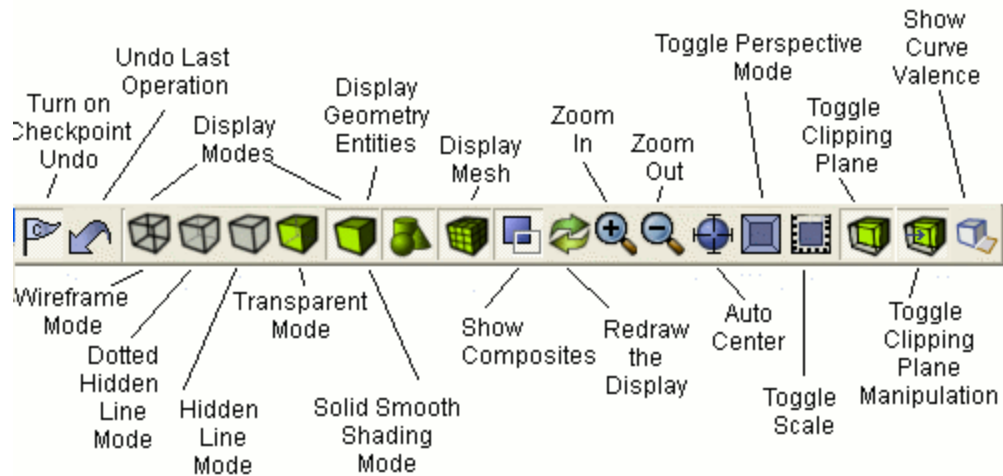 Turn on
Checkpoint
Undo
Undo Last
Operation
Display
Modes
Display
Geometry
Entities
Display
Mesh
Zoom
In
Zoom
Out
Toggle Perspective
Mode
Toggle
Clipping
Plane
Show
Curve
Valence
C
Wireframe
Mode
Dotted
Hidden
Line
Mode
Hidden
Line
Mode
Transparent
Mode
Solid Smooth
Shading
Mode
Show
Composites
Redraw
the
Display
Auto
Center
Toggle
Scale
Toggle
Clipping
Plane
Manipulation